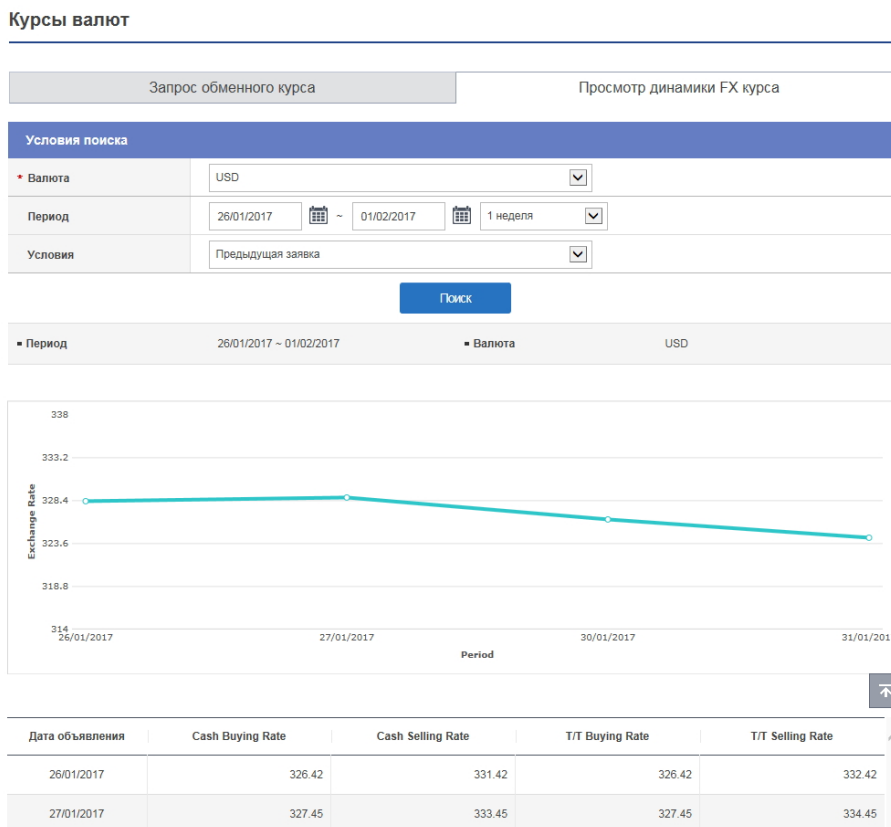 Курсы валют
Запрос обменного курса Просмотр динамики FX курса
Условия поиска
* Валюта USD
Период 26/01/2017 ~ 01/02/2017 1 неделя
Условия Предыдущая заявка
Поиск
Период 26/01/2017 ~ 01/02/2017 Валюта USD
338
333.2
328.4
323.6
318.8
314
Exchange Rate
26/01/2017 27/01/2017 30/01/2017 31/01/201
Period
Дата объявления Cash Buying Rate Cash Selling Rate T/T Buying Rate T/T Selling Rate
26/01/2017 326.42 331.42 326.42 332.42
27/01/2017 327.45 333.45 327.45 334.45